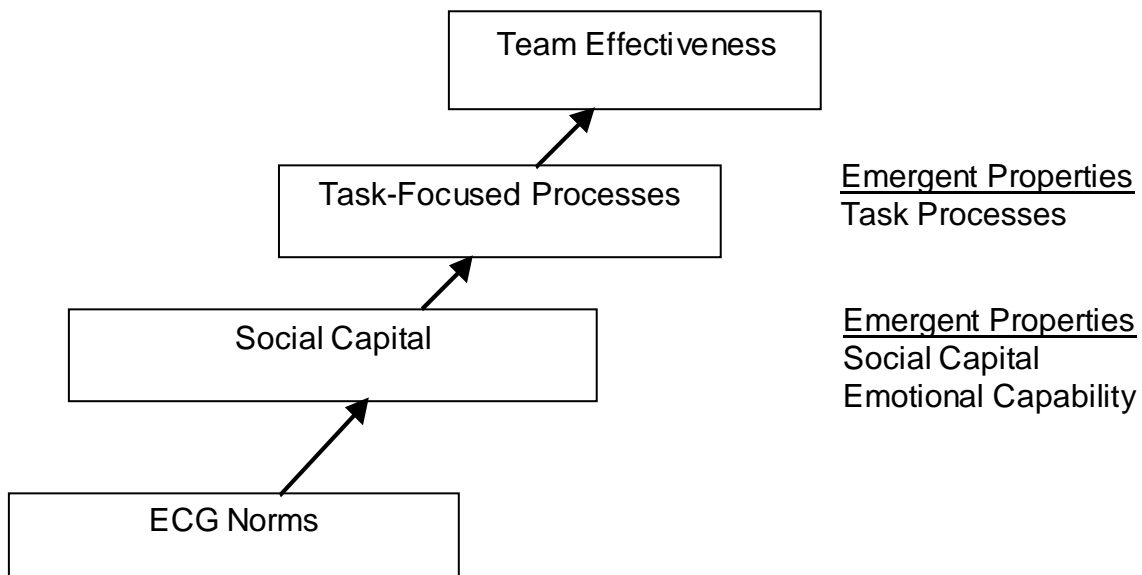 Team Effectiveness
Task-Focused Processes
Emergent Properties
Task Processes
Social Capital
Emergent Properties
Social Capital
Emotional Capability
ECG Norms